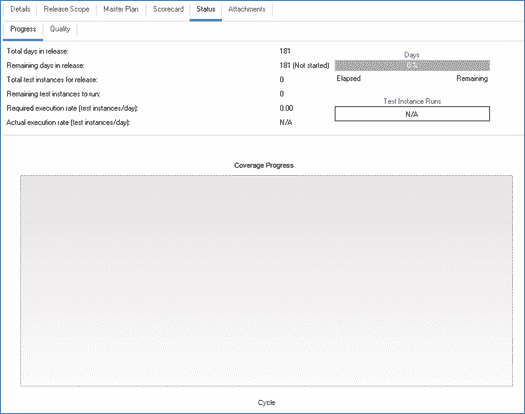 Details Release Scope Master Plan Scorecard Status Attachments
Progress Quality
Total days in release: 181
Remaining days in release: 181 (Not started)
Total test instances for release: 0
Remaining test instances to run: 0
Required execution rate (test instances/day): 0.00
Actual execution rate (test instances/day): N/A
Days
0%
Elapsed Remaining
Test Instance Runs
N/A
Coverage Progress
Cycle